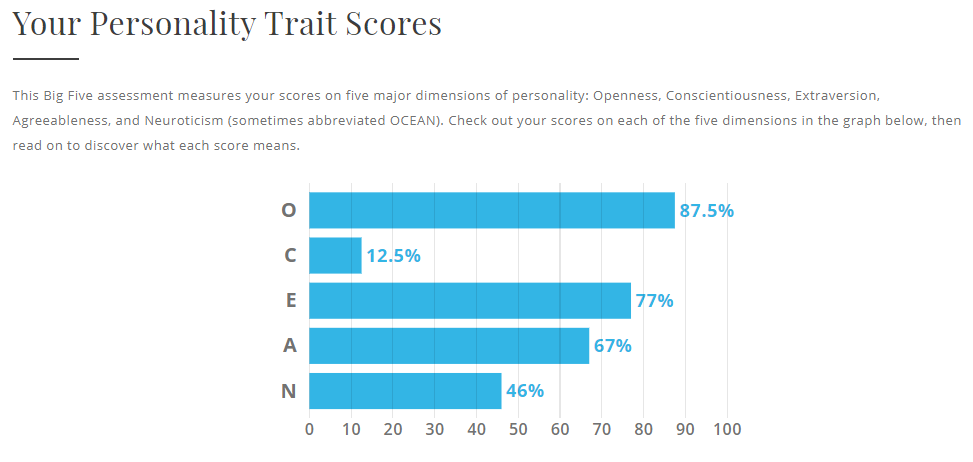 Your Personality Trait Scores
This Big Five assessment measures your scores on five major dimensions of personality: Openness, Conscientiousness, Extraversion,
Agreeableness, and Neuroticism (sometimes abbreviated OCEAN). Check out your scores on each of the five dimensions in the graph below, then
read on to discover what each score means.
O 87.5%
C 12.5%
E 77%
A 67%
N 46%
0 10 20 30 40 50 60 70 80 90 100